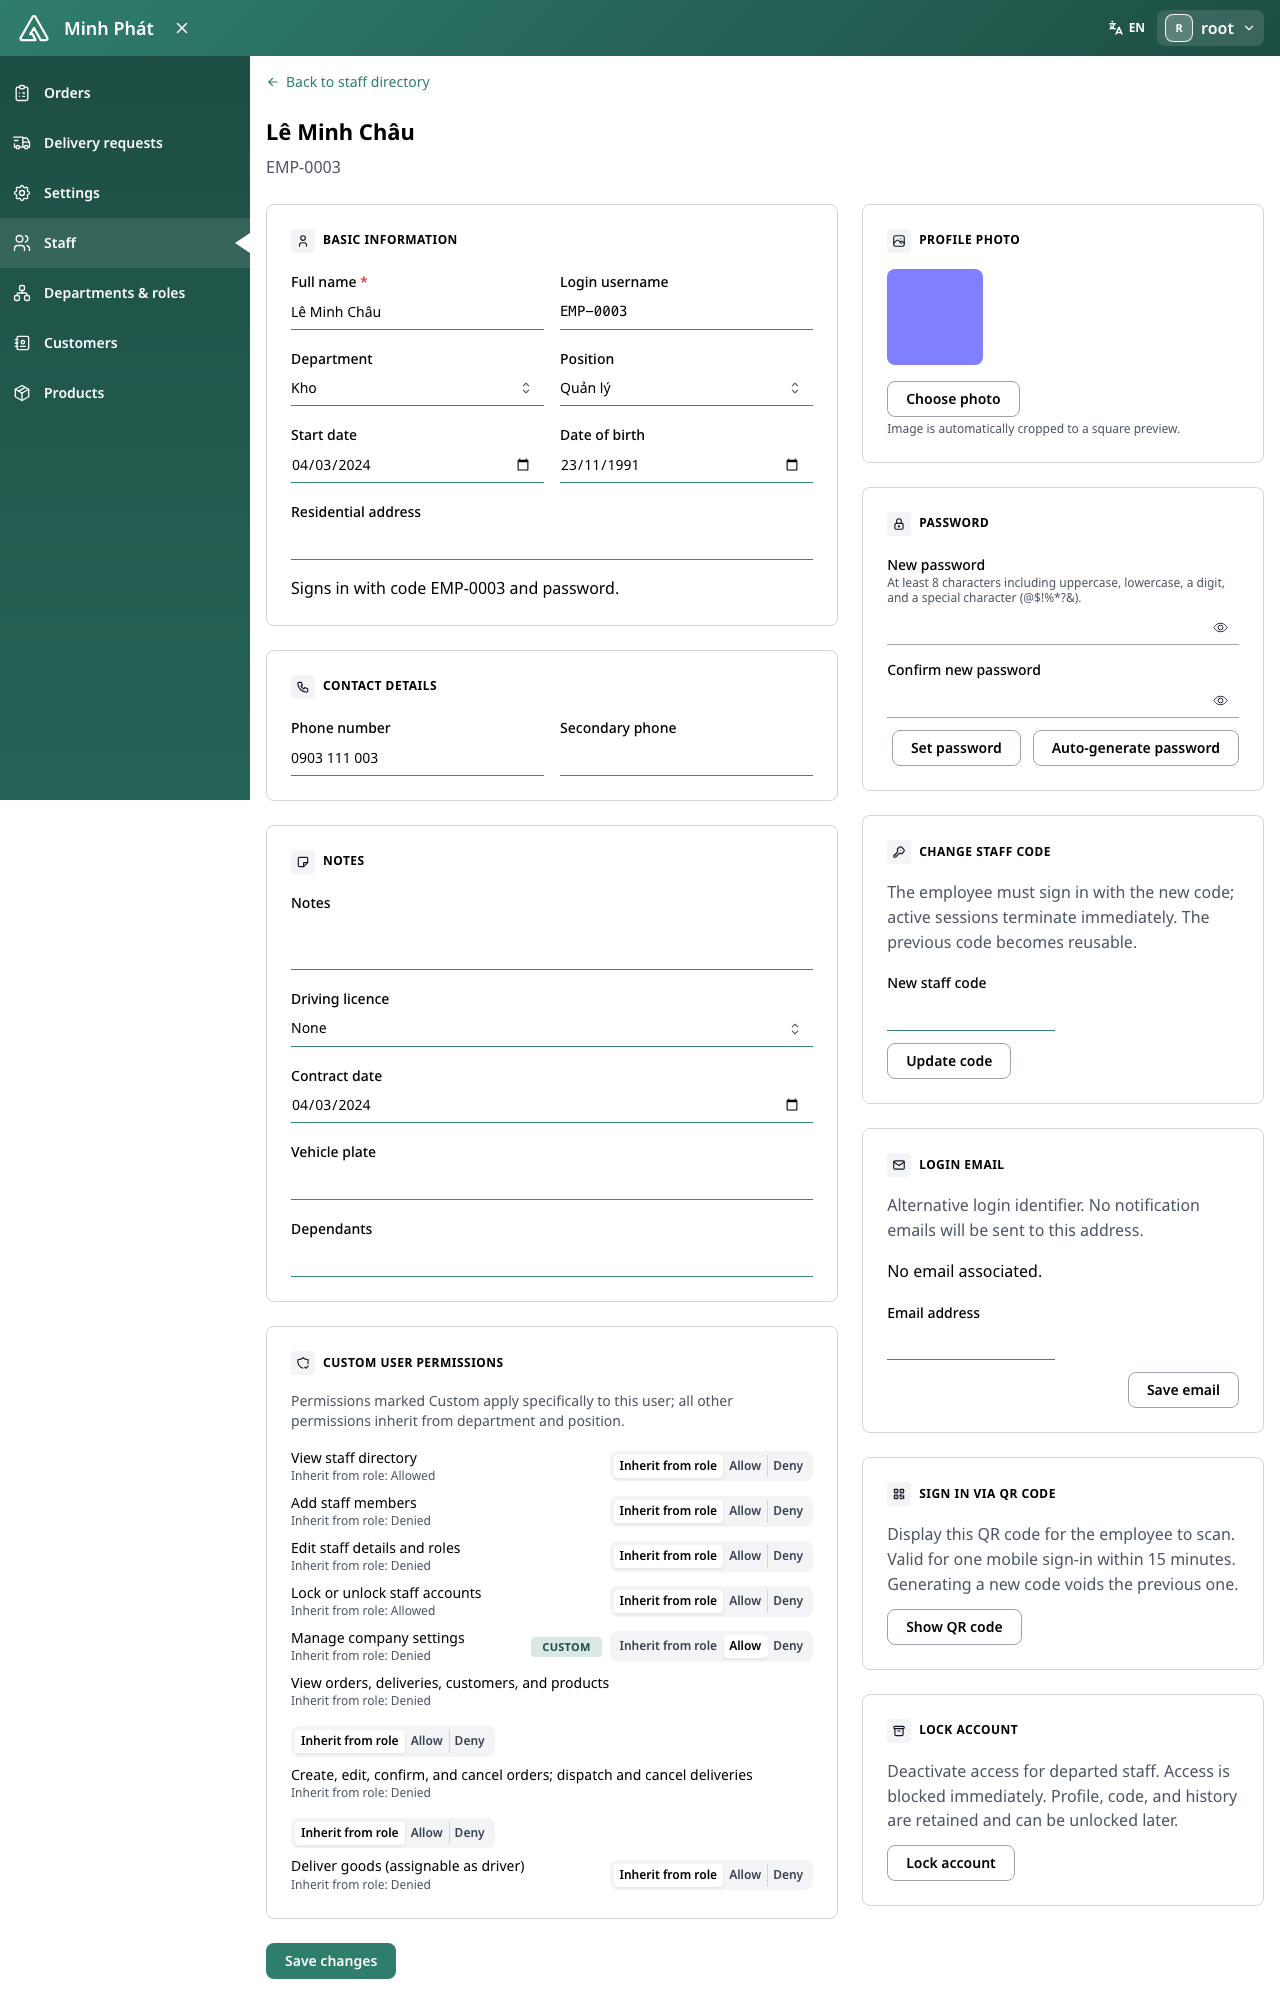 Minh Phát
EN
R
root
Orders
Delivery requests
Settings
Staff
Departments & roles
Customers
Products
Back to staff directory
Lê Minh Châu
EMP-0003
BASIC INFORMATION
Full name *
Login username
Lê Minh Châu
EMP-0003
Department
Position
Kho
Quản lý
Start date
Date of birth
04/03/2024
23/11/1991
Residential address
Signs in with code EMP-0003 and password.
CONTACT DETAILS
Phone number
Secondary phone
0903 111 003
NOTES
Notes
Driving licence
None
Contract date
04/03/2024
Vehicle plate
Dependants
CUSTOM USER PERMISSIONS
Permissions marked Custom apply specifically to this user; all other
permissions inherit from department and position.
View staff directory
Inherit from role: Allowed
Inherit from role Allow Deny
Add staff members
Inherit from role: Denied
Inherit from role Allow Deny
Edit staff details and roles
Inherit from role: Denied
Inherit from role Allow Deny
Lock or unlock staff accounts
Inherit from role: Allowed
Inherit from role Allow Deny
Manage company settings
Inherit from role: Denied
CUSTOM
Inherit from role Allow Deny
View orders, deliveries, customers, and products
Inherit from role: Denied
Inherit from role Allow Deny
Create, edit, confirm, and cancel orders; dispatch and cancel deliveries
Inherit from role: Denied
Inherit from role Allow Deny
Deliver goods (assignable as driver)
Inherit from role: Denied
Inherit from role Allow Deny
Save changes
PROFILE PHOTO
Choose photo
Image is automatically cropped to a square preview.
PASSWORD
New password
At least 8 characters including uppercase, lowercase, a digit,
and a special character (@$!%*?&).
Confirm new password
Set password
Auto-generate password
CHANGE STAFF CODE
The employee must sign in with the new code;
active sessions terminate immediately. The
previous code becomes reusable.
New staff code
Update code
LOGIN EMAIL
Alternative login identifier. No notification
emails will be sent to this address.
No email associated.
Email address
Save email
SIGN IN VIA QR CODE
Display this QR code for the employee to scan.
Valid for one mobile sign-in within 15 minutes.
Generating a new code voids the previous one.
Show QR code
LOCK ACCOUNT
Deactivate access for departed staff. Access is
blocked immediately. Profile, code, and history
are retained and can be unlocked later.
Lock account